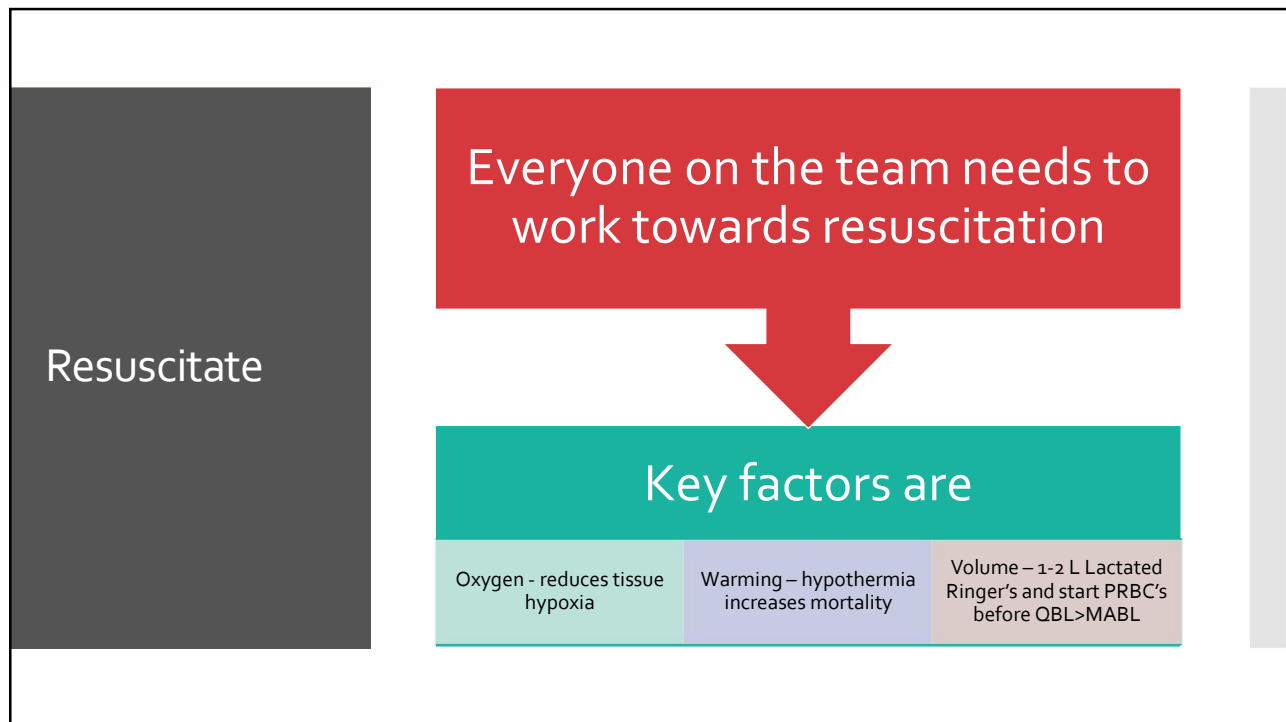 Resuscitate
Everyone on the team needs to
work towards resuscitation
Key factors are
Oxygen - reduces tissue
hypoxia
Warming – hypothermia
increases mortality
Volume – 1-2 L Lactated
Ringer's and start PRBC's
before QBL>MABL